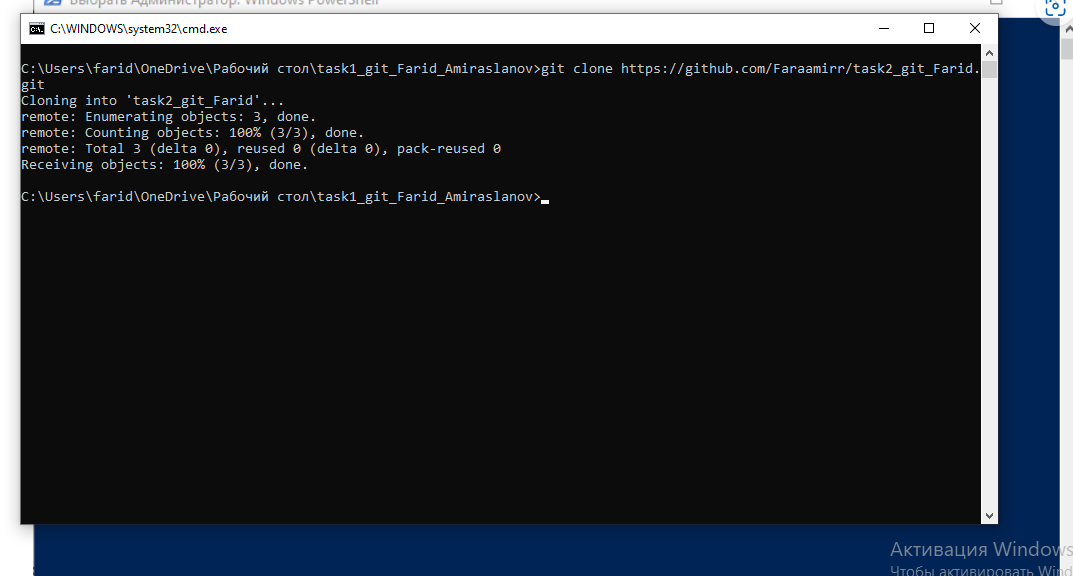 Выбрать Администратор: Windows PowerShell
C:\WINDOWS\system32\cmd.exe
C:\Users\farid\OneDrive\Рабочий стол\task1_git_Farid_Amiraslanov>git clone https://github.com/Faraamirr/task2_git_Farid.
git
Cloning into 'task2_git_Farid'...
remote: Enumerating objects: 3, done.
remote: Counting objects: 100% (3/3), done.
remote: Total 3 (delta 0), reused 0 (delta 0), pack-reused 0
Receiving objects: 100% (3/3), done.
C:\Users\farid\OneDrive\Рабочий стол\task1_git_Farid_Amiraslanov>
Активация Windows
Чтобы активировать Wind